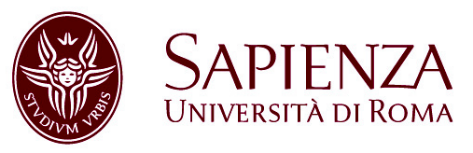 STVDIVM VRBIS
SAPIENZA
UNIVERSITÀ DI ROMA